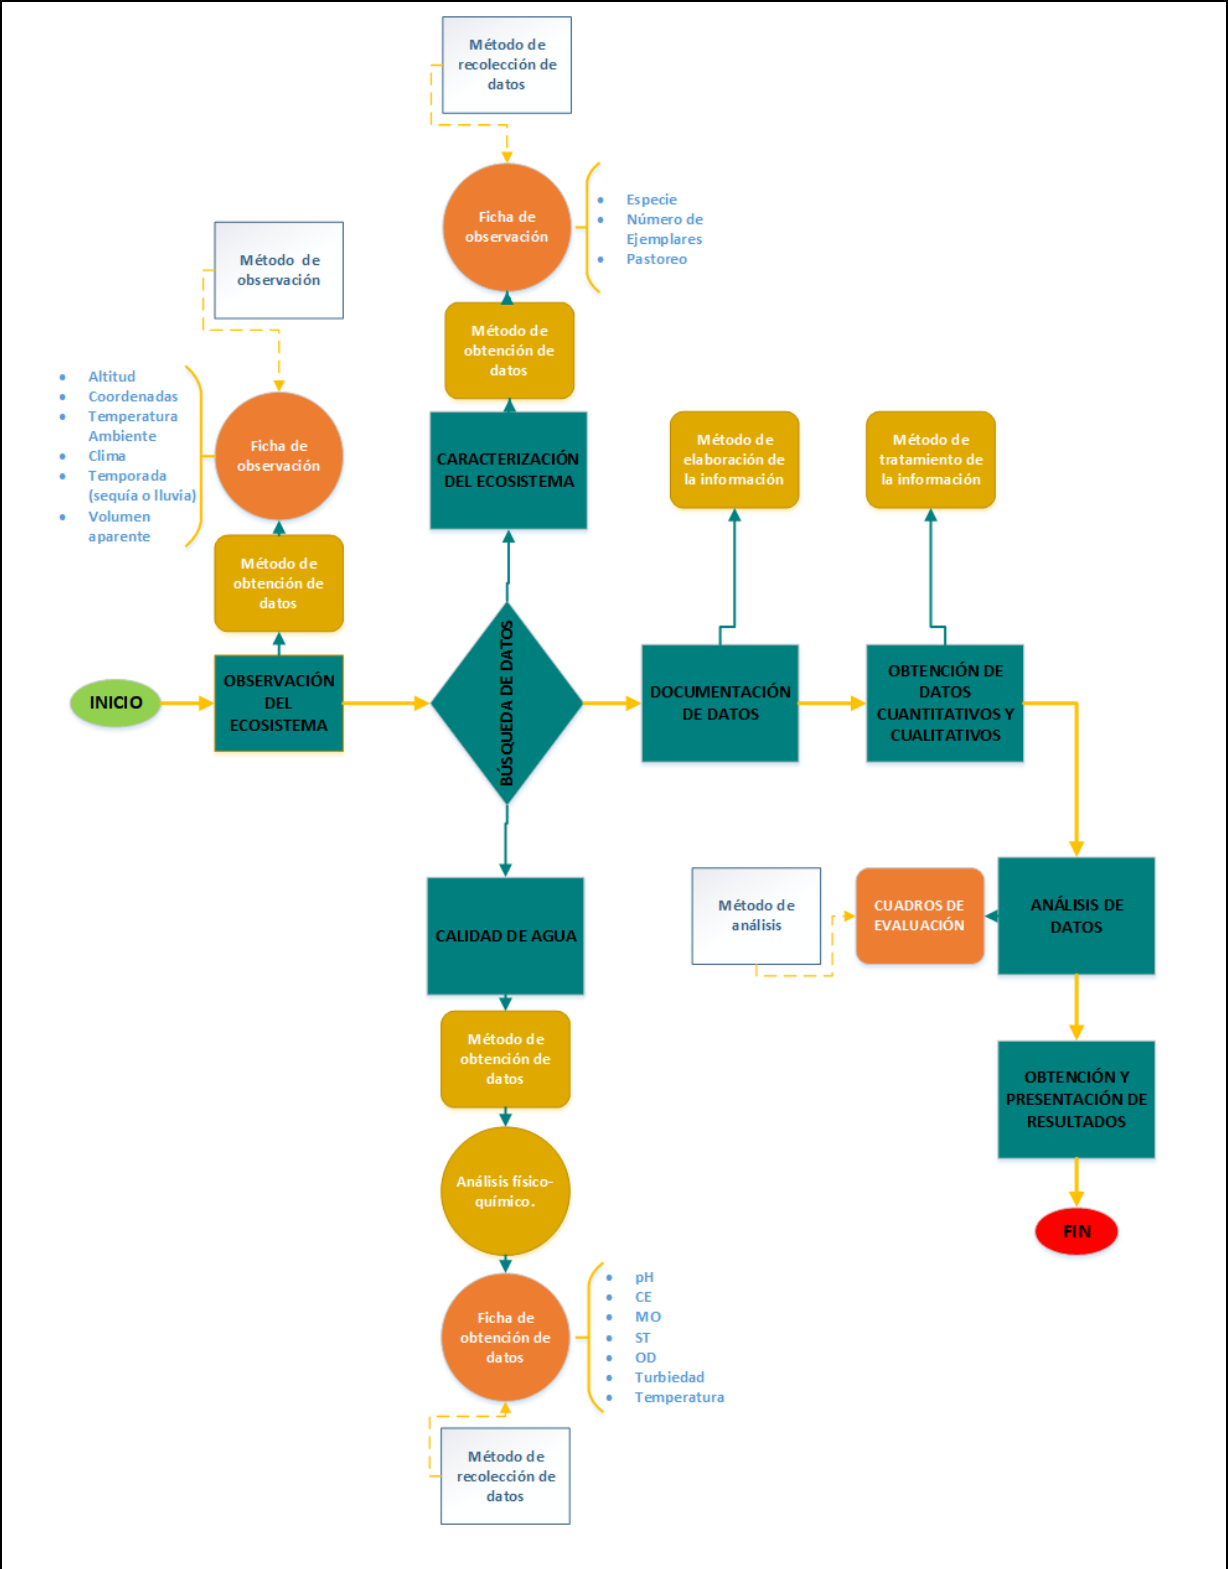 Método de
recolección de
datos
Ficha de
observación
• Especie
• Número de
Ejemplares
• Pastoreo
Método de
observación
Método de
obtención de
datos
• Altitud
• Coordenadas
• Temperatura
Ambiente
• Clima
• Temporada
(sequía o lluvia)
• Volumen
aparente
Ficha de
observación
CARACTERIZACIÓN
DEL ECOSISTEMA
Método de
elaboración de
la información
Método de
tratamiento de
la información
Método de
obtención de
datos
INICIO
OBSERVACIÓN
DEL
ECOSISTEMA
BÚSQUEDA DE DATOS
DOCUMENTACIÓN
DE DATOS
OBTENCIÓN DE
DATOS
CUANTITATIVOS Y
CUALITATIVOS
CALIDAD DE AGUA
Método de
análisis
CUADROS DE
EVALUACIÓN
ANÁLISIS DE
DATOS
Método de
obtención de
datos
OBTENCIÓN Y
PRESENTACIÓN DE
RESULTADOS
Análisis físico-
químico.
FIN
Ficha de
obtención de
datos
• pH
• CE
• MO
• ST
• OD
• Turbiedad
• Temperatura
Método de
recolección de
datos